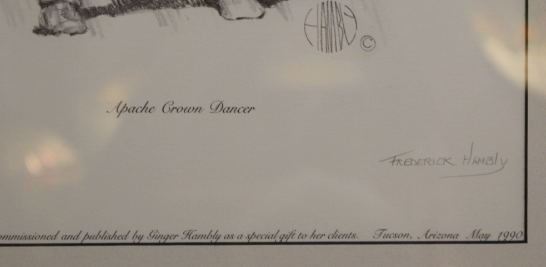 HAMBLY ©
Apache Crown Dancer
FREDERICK HAMBLY
ommissioned and published by Ginger Hambly as a special gift to her clients. Tucson, Arizona May 1990